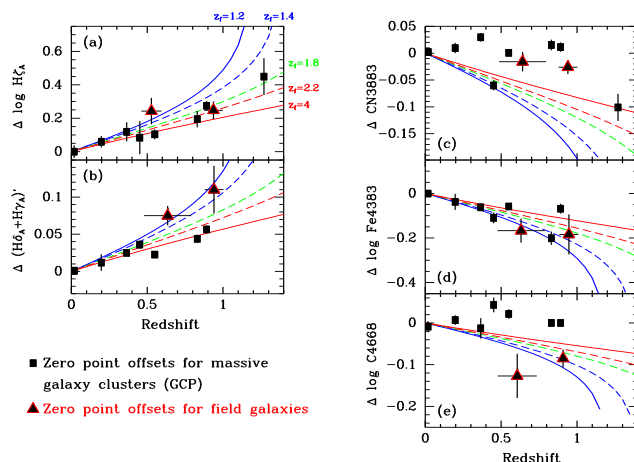 z_f=1.2
z_f=1.4
(a)
z_f=1.8
z_f=2.2
z_f=4
Δ log Hζ_A
0.6
0.4
0.2
0
(b)
Δ (Hδ_A+Hγ_A)′
0.1
0.05
0
0 0.5 1
Redshift
Zero point offsets for massive
galaxy clusters (GCP)
Zero point offsets for field galaxies
Δ CN3883
0.05
0
−0.05
−0.1
−0.15
(c)
Δ log Fe4383
0
−0.2
−0.4
(d)
Δ log C4668
0
−0.1
−0.2
(e)
0 0.5 1
Redshift